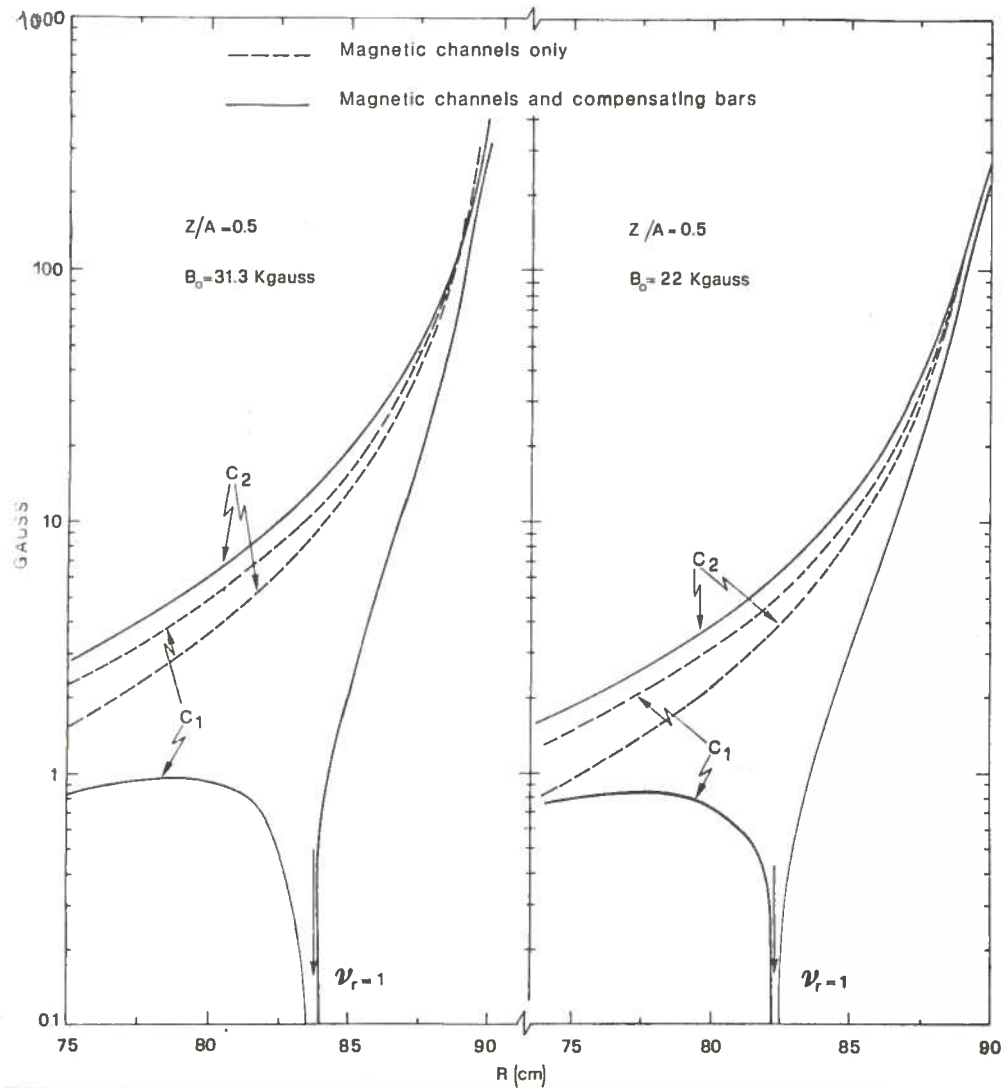 1000
Magnetic channels only
Magnetic channels and compensating bars
Z/A=0.5
B₀=31.3 Kgauss
Z/A=0.5
B₀=22 Kgauss
100
C₂
GAUSS
10
C₂
C₁
C₁
1
𝜈r=1
𝜈r=1
01
75 80 85 90 75 80 85 90
R (cm)